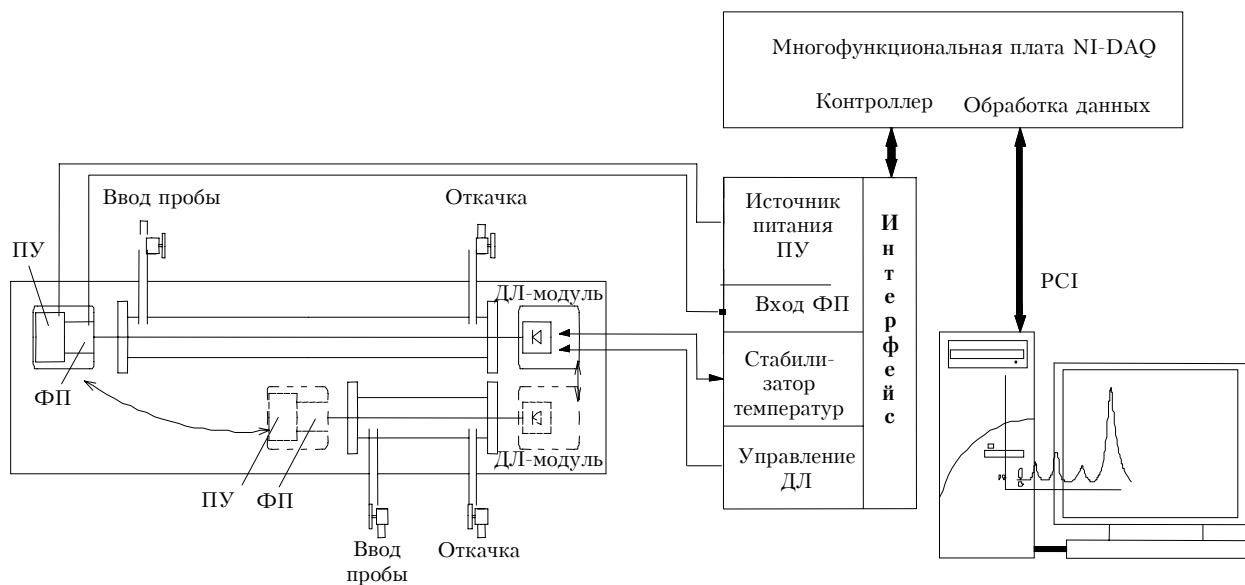 Многофункциональная плата NI-DAQ
Контроллер
Обработка данных
Ввод пробы
Откачка
ПУ
ФП
ДЛ-модуль
Источник
питания
ПУ
Вход ФП
Стабили-
затор
температур
Управление
ДЛ
Интерфейс
PCI
ПУ
ФП
ДЛ-модуль
Ввод
пробы
Откачка